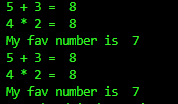 5 + 3 =  8
4 * 2 =  8
My fav number is  7
5 + 3 =  8
4 * 2 =  8
My fav number is  7